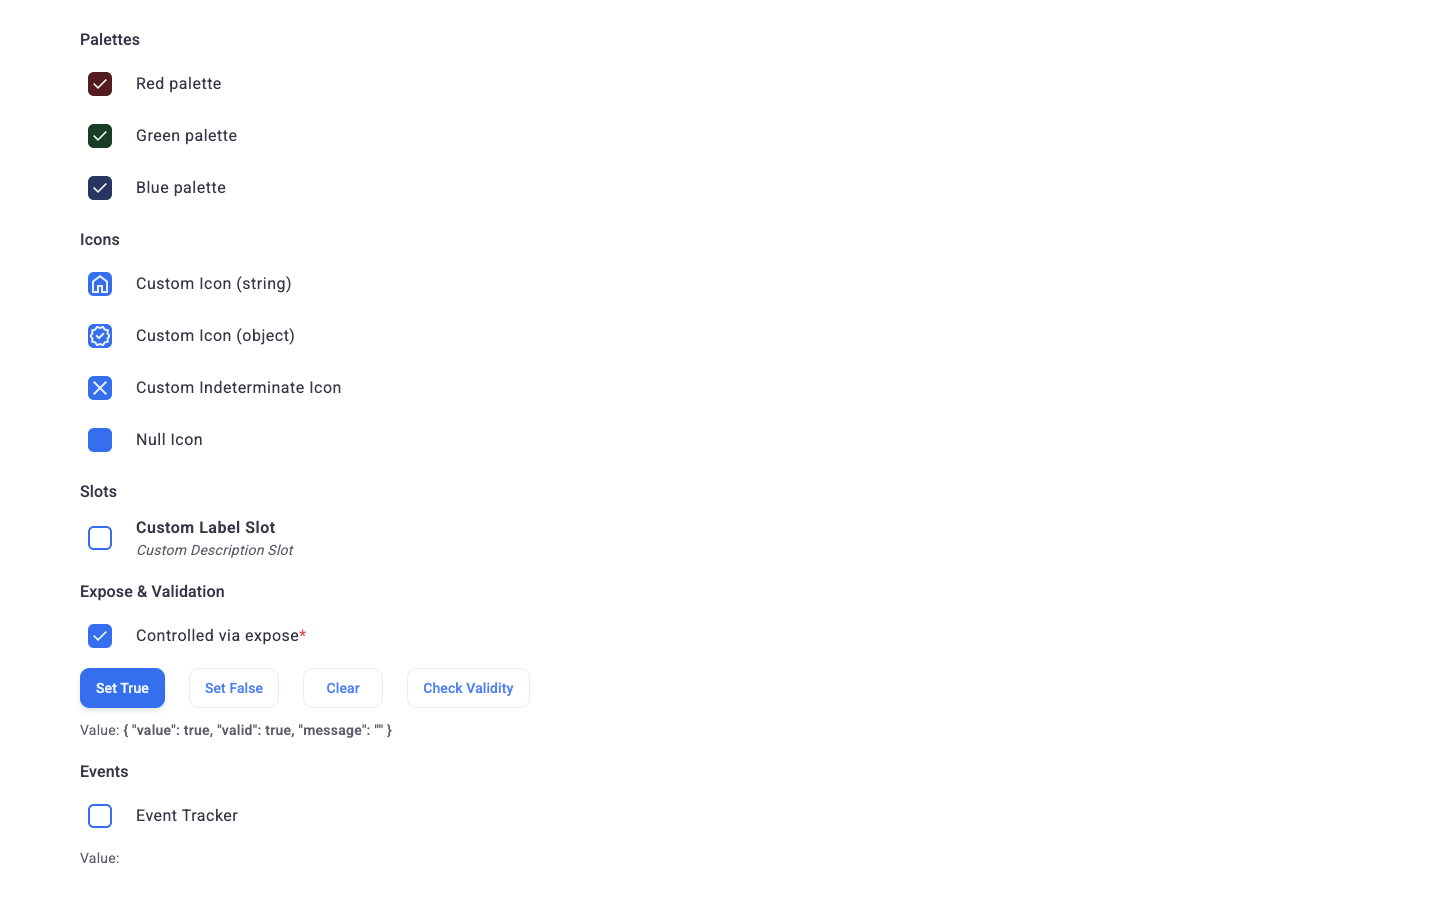 Palettes
Red palette
Green palette
Blue palette
Icons
Custom Icon (string)
Custom Icon (object)
Custom Indeterminate Icon
Null Icon
Slots
Custom Label Slot
Custom Description Slot
Expose & Validation
Controlled via expose*
Set True Set False Clear Check Validity
Value: { "value": true, "valid": true, "message": "" }
Events
Event Tracker
Value: